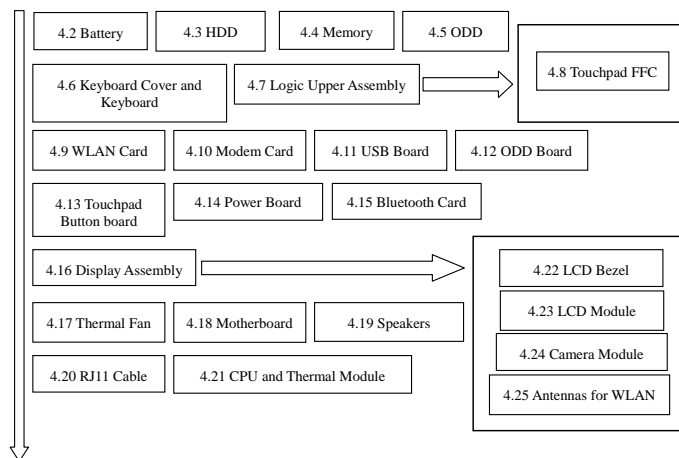 4.2 Battery
4.3 HDD
4.4 Memory
4.5 ODD
4.6 Keyboard Cover and
Keyboard
4.7 Logic Upper Assembly
4.8 Touchpad FFC
4.9 WLAN Card
4.10 Modem Card
4.11 USB Board
4.12 ODD Board
4.13 Touchpad
Button board
4.14 Power Board
4.15 Bluetooth Card
4.16 Display Assembly
4.22 LCD Bezel
4.23 LCD Module
4.24 Camera Module
4.25 Antennas for WLAN
4.17 Thermal Fan
4.18 Motherboard
4.19 Speakers
4.20 RJ11 Cable
4.21 CPU and Thermal Module